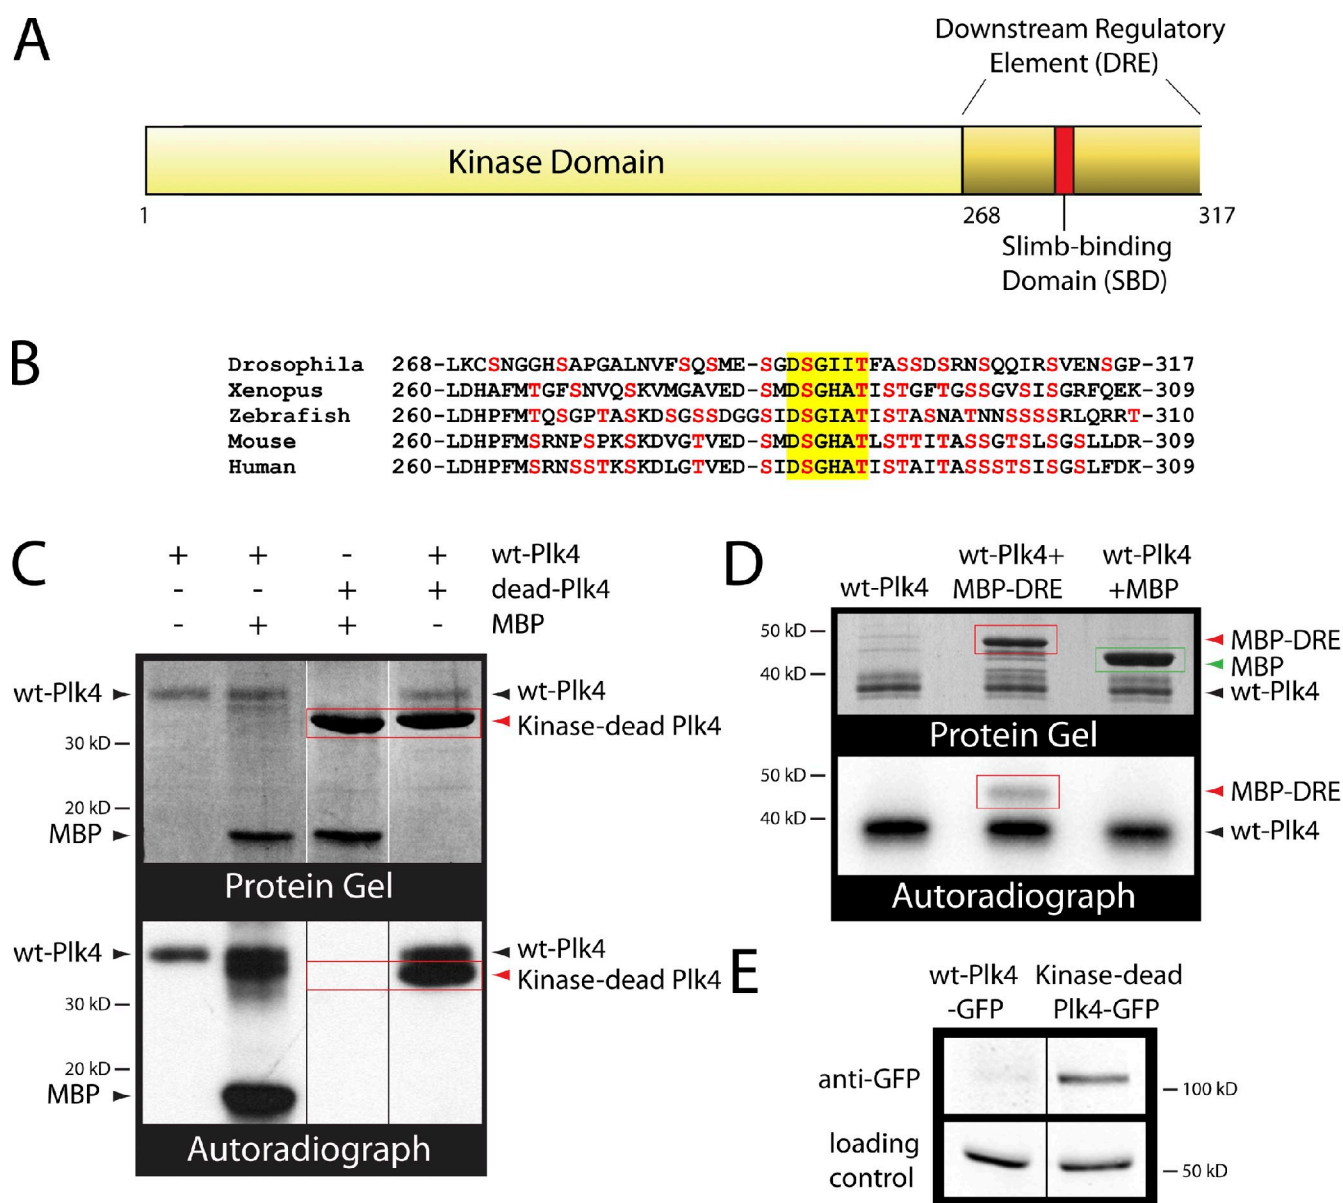 A
Downstream Regulatory
Element (DRE)
Kinase Domain
1
268
317
Slimb-binding
Domain (SBD)
B
Drosophila 268-LKCSNGGHSAPGALNVFSQSME-SGDSGIITFASSDSRNSQQIRSVENSGP-317
Xenopus 260-LDHAFMTGFSNVQSKVMGAVED-SMDSGHATISTGFTGSSGVSISGRFQEK-309
Zebrafish 260-LDHPFMTQSGPTASKDSGSSDGGSIDSGIATISTASNATNNSSSSRLQRRT-310
Mouse 260-LDHPFMSRNPSPKSKDVGTVED-SMDSGHATLSTTITASSGTSLSGSLLDR-309
Human 260-LDHPFMSRNSSTKSKDLGTVED-SIDSGHATISTAITASSSTSISGSLFDK-309
C
+ + - + wt-Plk4
- - + + dead-Plk4
- + + - MBP
wt-Plk4
wt-Plk4
Kinase-dead Plk4
30 kD
20 kD
MBP
Protein Gel
wt-Plk4
wt-Plk4
Kinase-dead Plk4
30 kD
20 kD
MBP
Autoradiograph
D
wt-Plk4
wt-Plk4+
MBP-DRE
wt-Plk4
+MBP
50 kD
40 kD
MBP-DRE
MBP
wt-Plk4
Protein Gel
50 kD
40 kD
MBP-DRE
wt-Plk4
Autoradiograph
E
wt-Plk4
-GFP
Kinase-dead
Plk4-GFP
anti-GFP
100 kD
loading
control
50 kD